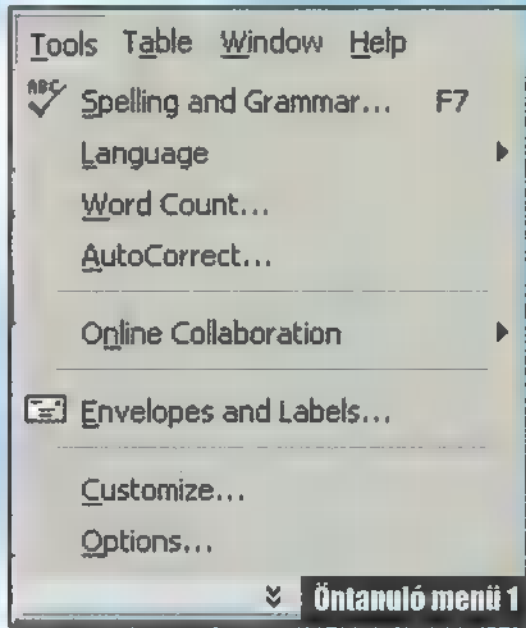 Tools Table Window Help
ABC Spelling and Grammar... F7
Language
Word Count...
AutoCorrect...
Online Collaboration
Envelopes and Labels...
Customize...
Options...
Öntanuló menü 1